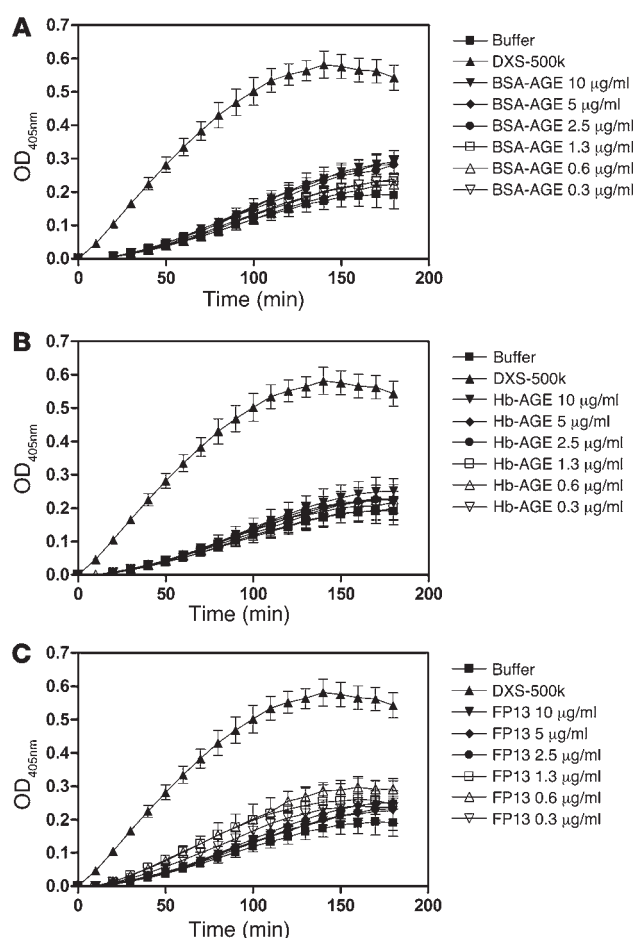 A
0.7
0.6
0.5
0.4
0.3
0.2
0.1
0.0
OD405nm
0
50
100
150
200
Time (min)
Buffer
DXS-500k
BSA-AGE 10 μg/ml
BSA-AGE 5 μg/ml
BSA-AGE 2.5 μg/ml
BSA-AGE 1.3 μg/ml
BSA-AGE 0.6 μg/ml
BSA-AGE 0.3 μg/ml
B
0.7
0.6
0.5
0.4
0.3
0.2
0.1
0.0
OD405nm
0
50
100
150
200
Time (min)
Buffer
DXS-500k
Hb-AGE 10 μg/ml
Hb-AGE 5 μg/ml
Hb-AGE 2.5 μg/ml
Hb-AGE 1.3 μg/ml
Hb-AGE 0.6 μg/ml
Hb-AGE 0.3 μg/ml
C
0.7
0.6
0.5
0.4
0.3
0.2
0.1
0.0
OD405nm
0
50
100
150
200
Time (min)
Buffer
DXS-500k
FP13 10 μg/ml
FP13 5 μg/ml
FP13 2.5 μg/ml
FP13 1.3 μg/ml
FP13 0.6 μg/ml
FP13 0.3 μg/ml